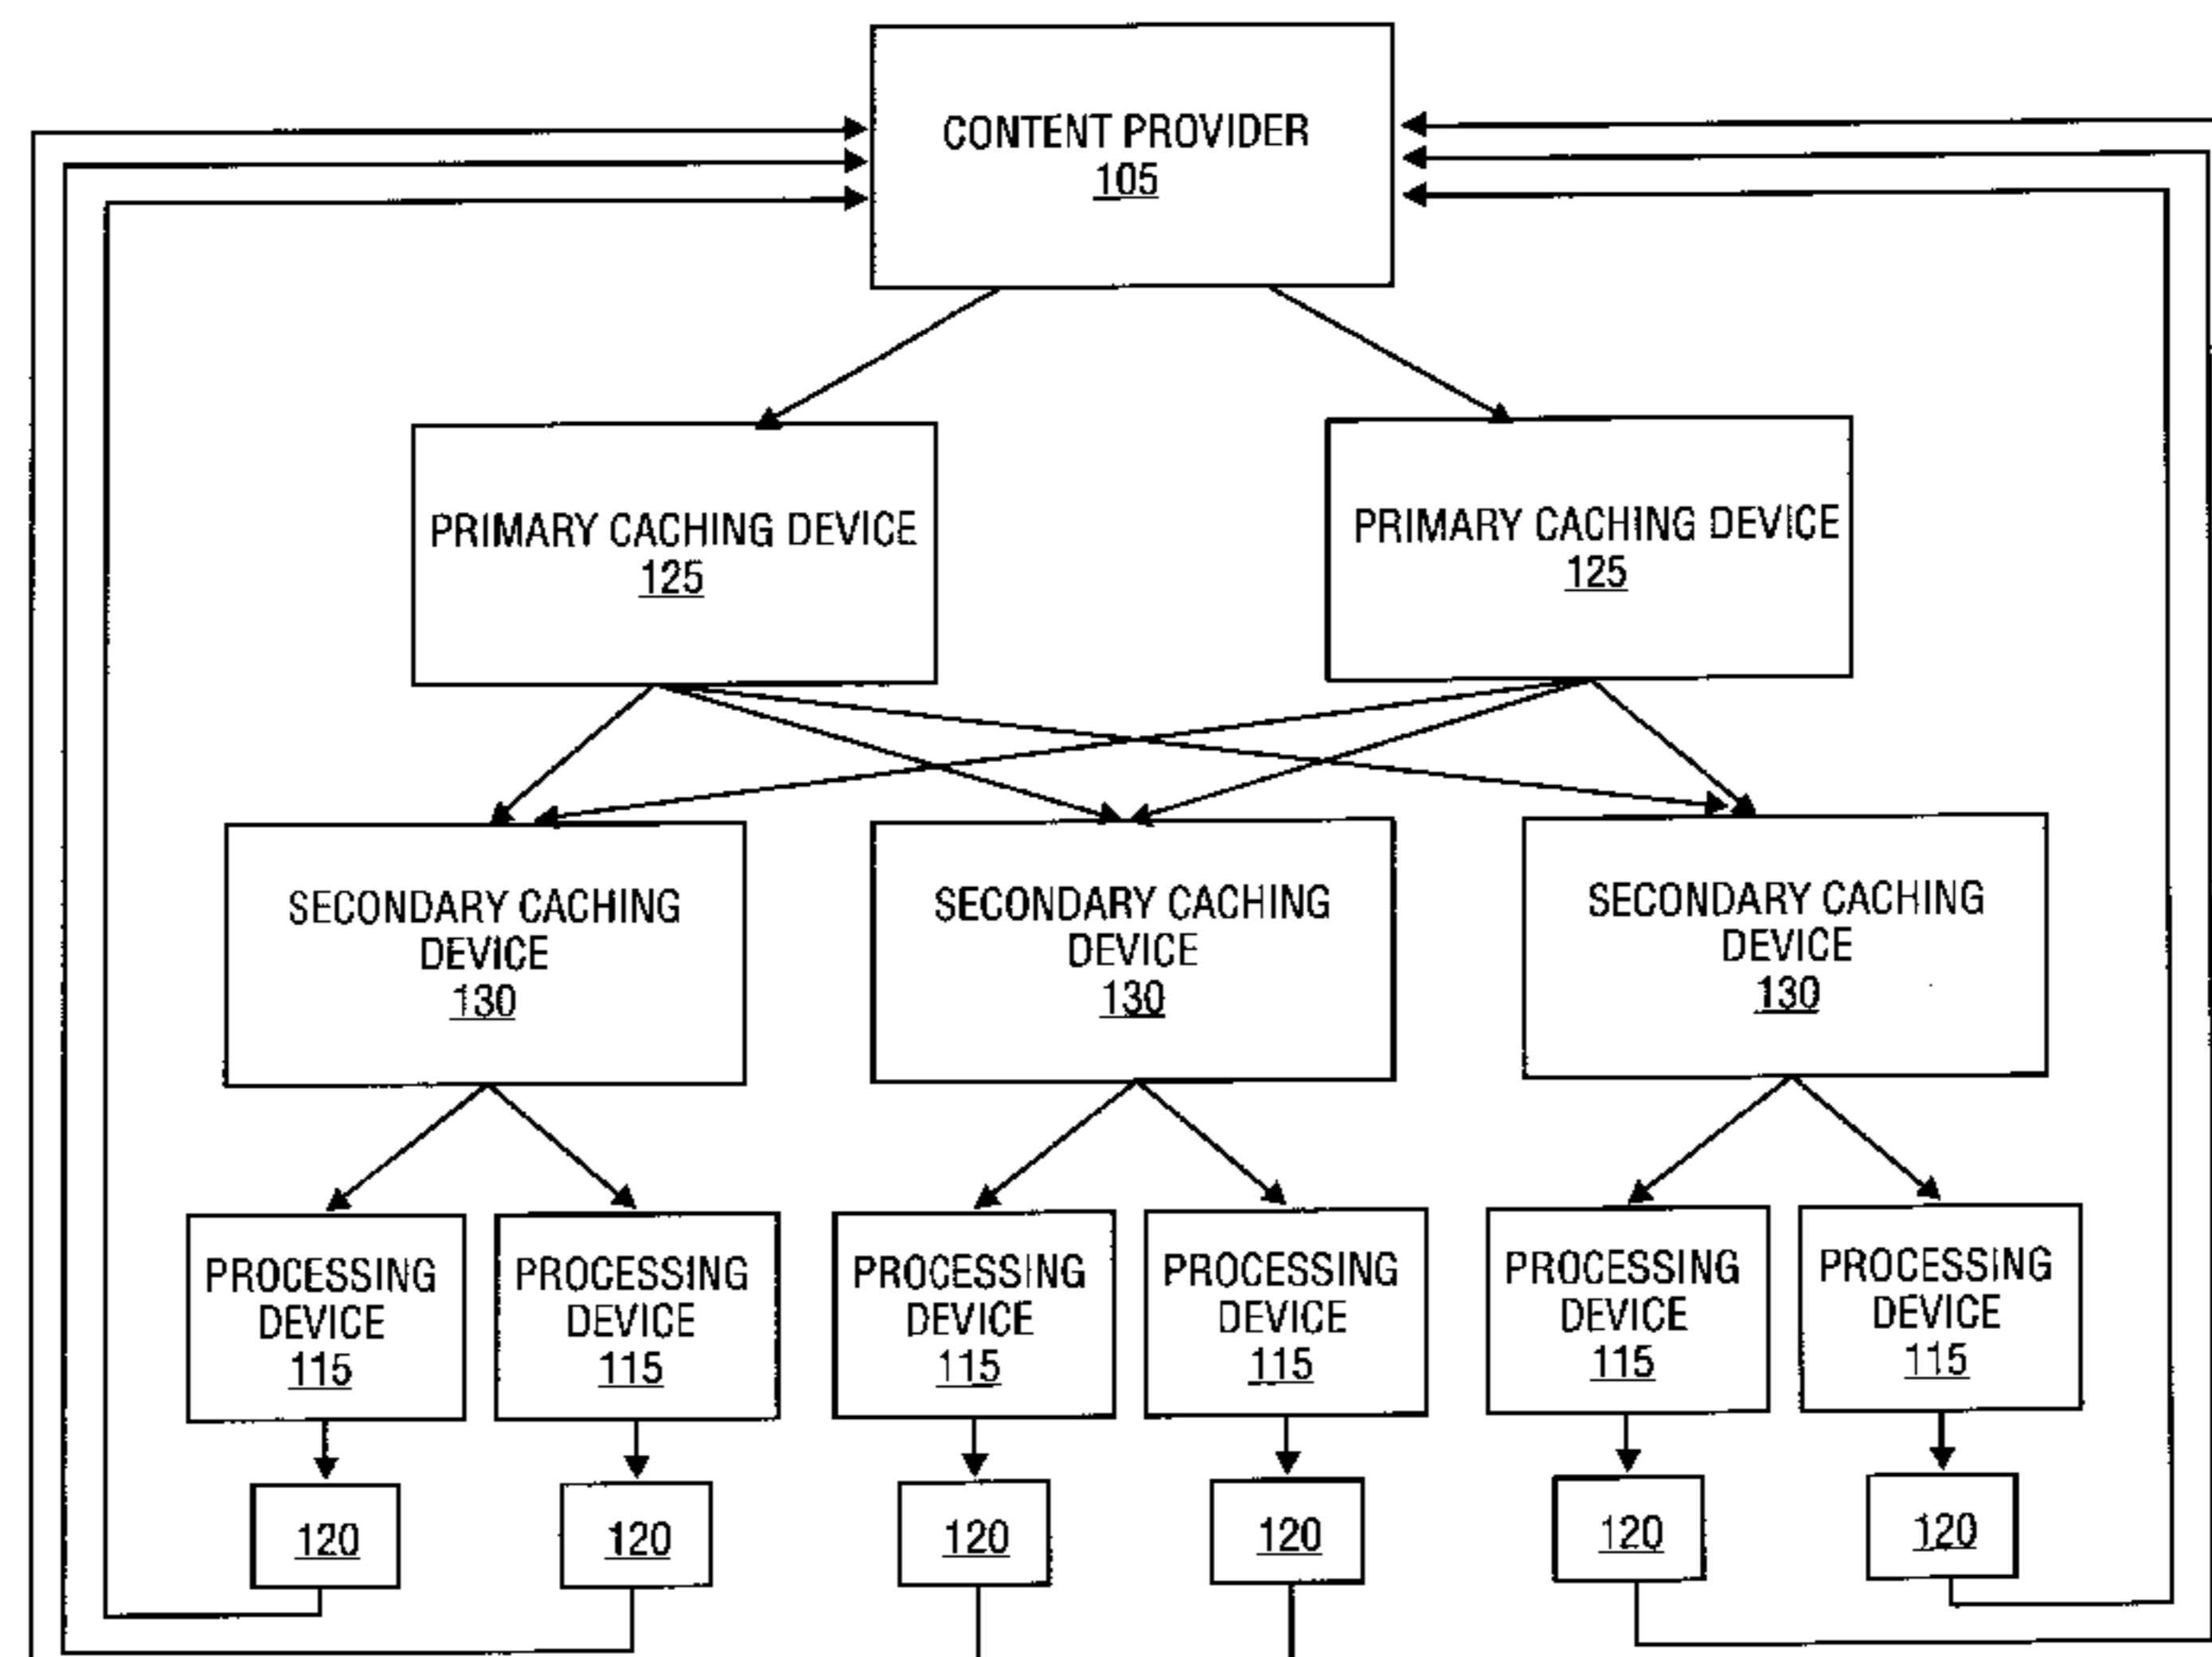 CONTENT PROVIDER
105
PRIMARY CACHING DEVICE
125
PRIMARY CACHING DEVICE
125
SECONDARY CACHING
DEVICE
130
SECONDARY CACHING
DEVICE
130
SECONDARY CACHING
DEVICE
130
PROCESSING
DEVICE
115
PROCESSING
DEVICE
115
PROCESSING
DEVICE
115
PROCESSING
DEVICE
115
PROCESSING
DEVICE
115
PROCESSING
DEVICE
115
120
120
120
120
120
120